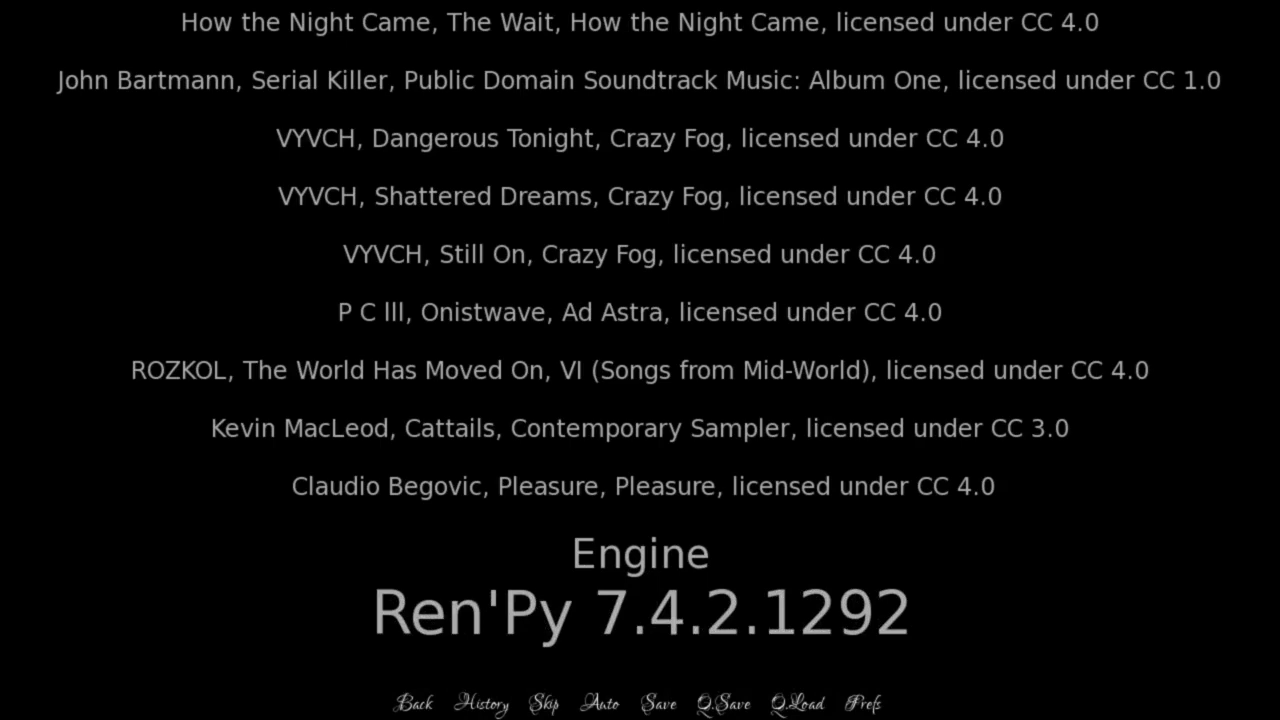 How the Night Came, The Wait, How the Night Came, licensed under CC 4.0
John Bartmann, Serial Killer, Public Domain Soundtrack Music: Album One, licensed under CC 1.0
VYVCH, Dangerous Tonight, Crazy Fog, licensed under CC 4.0
VYVCH, Shattered Dreams, Crazy Fog, licensed under CC 4.0
VYVCH, Still On, Crazy Fog, licensed under CC 4.0
P C lll, Onistwave, Ad Astra, licensed under CC 4.0
ROZKOL, The World Has Moved On, VI (Songs from Mid-World), licensed under CC 4.0
Kevin MacLeod, Cattails, Contemporary Sampler, licensed under CC 3.0
Claudio Begovic, Pleasure, Pleasure, licensed under CC 4.0
Engine
Ren'Py 7.4.2.1292
Back History Skip Auto Save Q.Save Q.Load Prefs